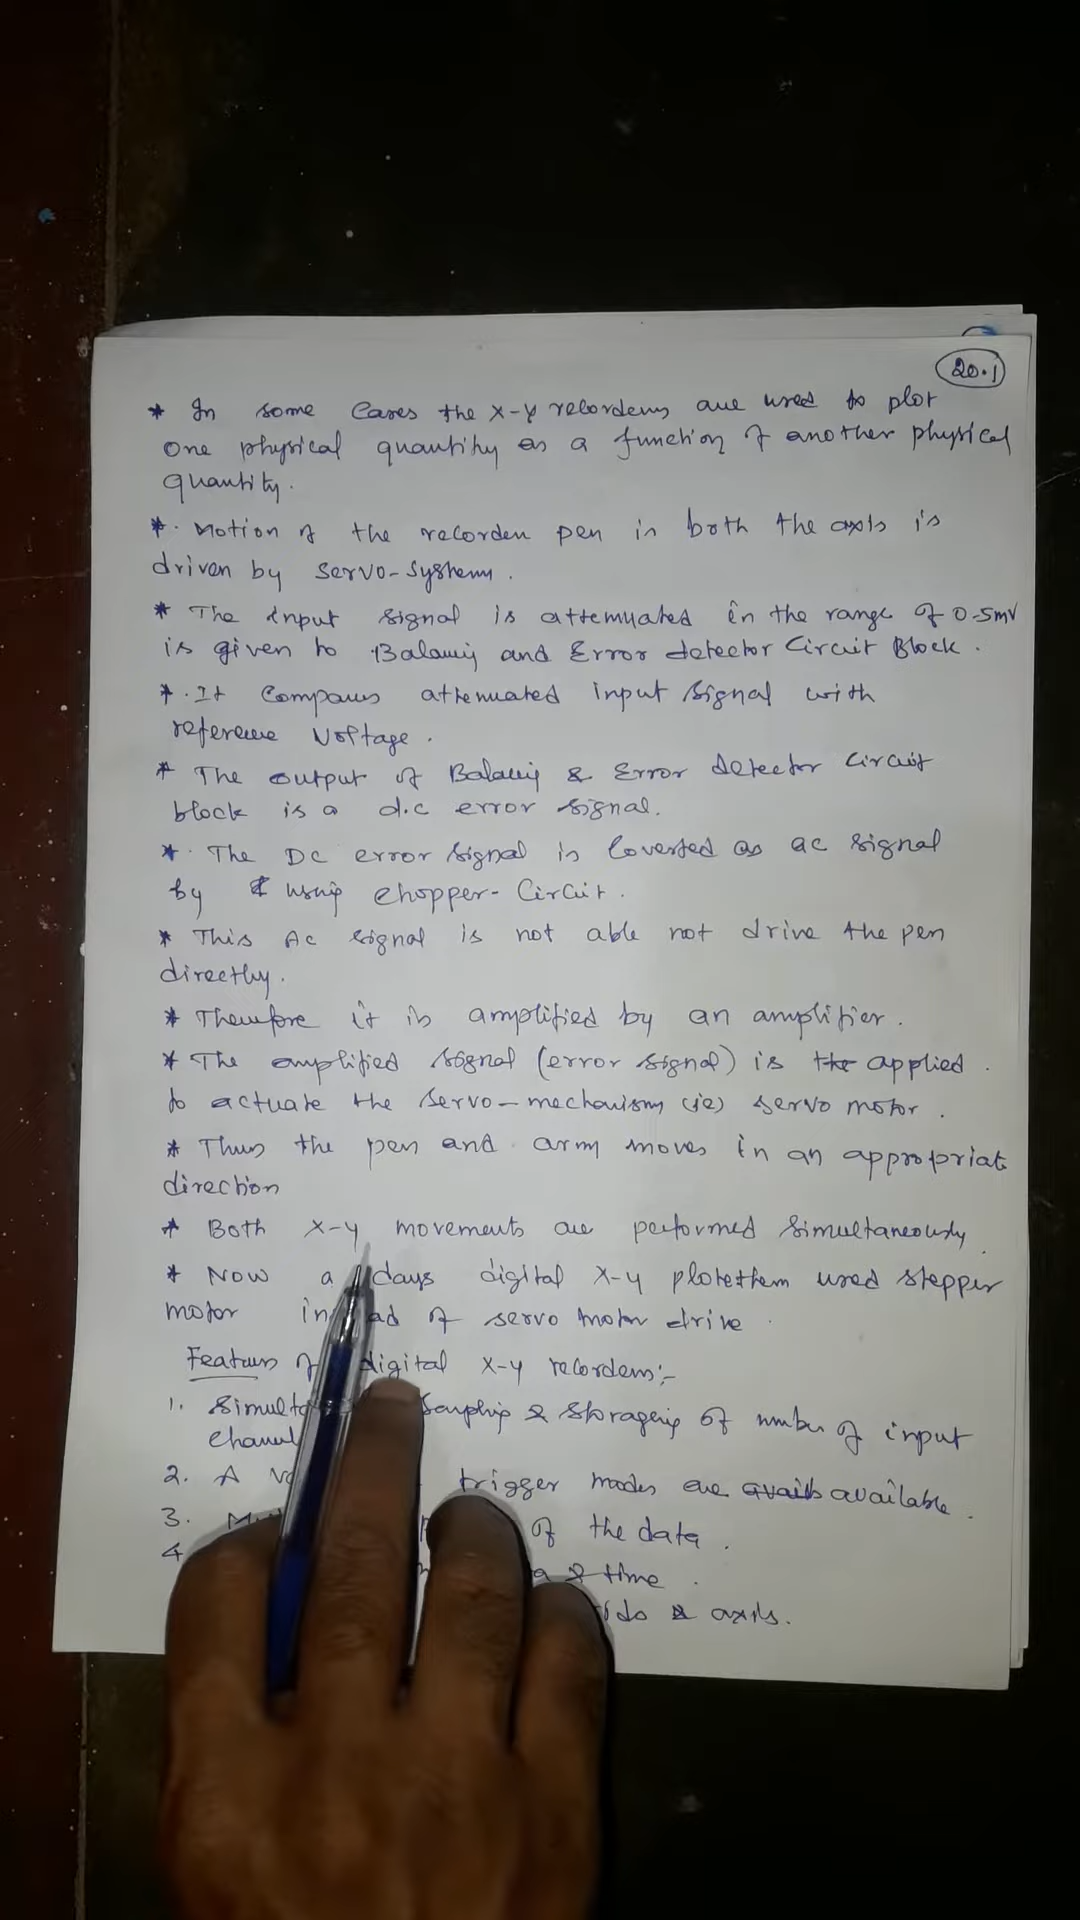 20.1
* In some cases the X-Y recorders are used to plot
one physical quantity as a function of another physical
quantity.
*. Motion of the recorder pen in both the axis is
driven by servo-systems.
* The input signal is attenuated in the range of 0.5mV
is given to Balancing and Error detector Circuit Block.
*. It Compares attenuated input signal with
reference Voltage.
* The output of Balancing & Error detector circuit
block is a d.c error signal.
*. The DC error signal is Coverted as ac signal
by using chopper-Circuit.
* This Ac signal is not able not drive the pen
directly.
* Therefore it is amplified by an amplifier.
* The amplified signal (error signal) is the applied.
to actuate the servo-mechanism (ie) servo motor.
* Thus the pen and arm moves in an appropriate
direction
* Both X-Y movements are performed simultaneously
* Now a days digital X-Y used stepper
motor of servo motor drive
Features of digital X-Y recorders:-
1. & of number of input
2. A trigger modes are available.
3. of the data.
4 & time.
& axis.